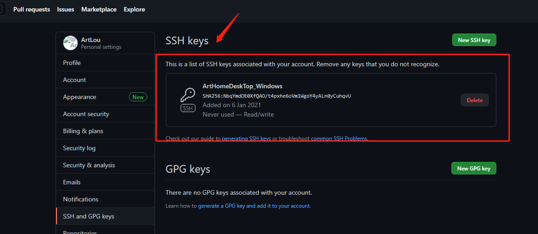 Pull requests Issues Marketplace Explore
ArtLou
Personal settings
Profile
Account
Appearance New
Account security
Billing & plans
Security log
Security & analysis
Emails
Notifications
SSH and GPG keys
Repositories
SSH keys
New SSH key
This is a list of SSH keys associated with your account. Remove any keys that you do not recognize.
ArtHomeDeskTop_Windows
SSH
Added on 6 Jan 2021
Never used — Read/write
Delete
Check out our guide to generating SSH keys or troubleshoot common SSH Problems.
GPG keys
New GPG key
There are no GPG keys associated with your account.
Learn how to generate a GPG key and add it to your account.